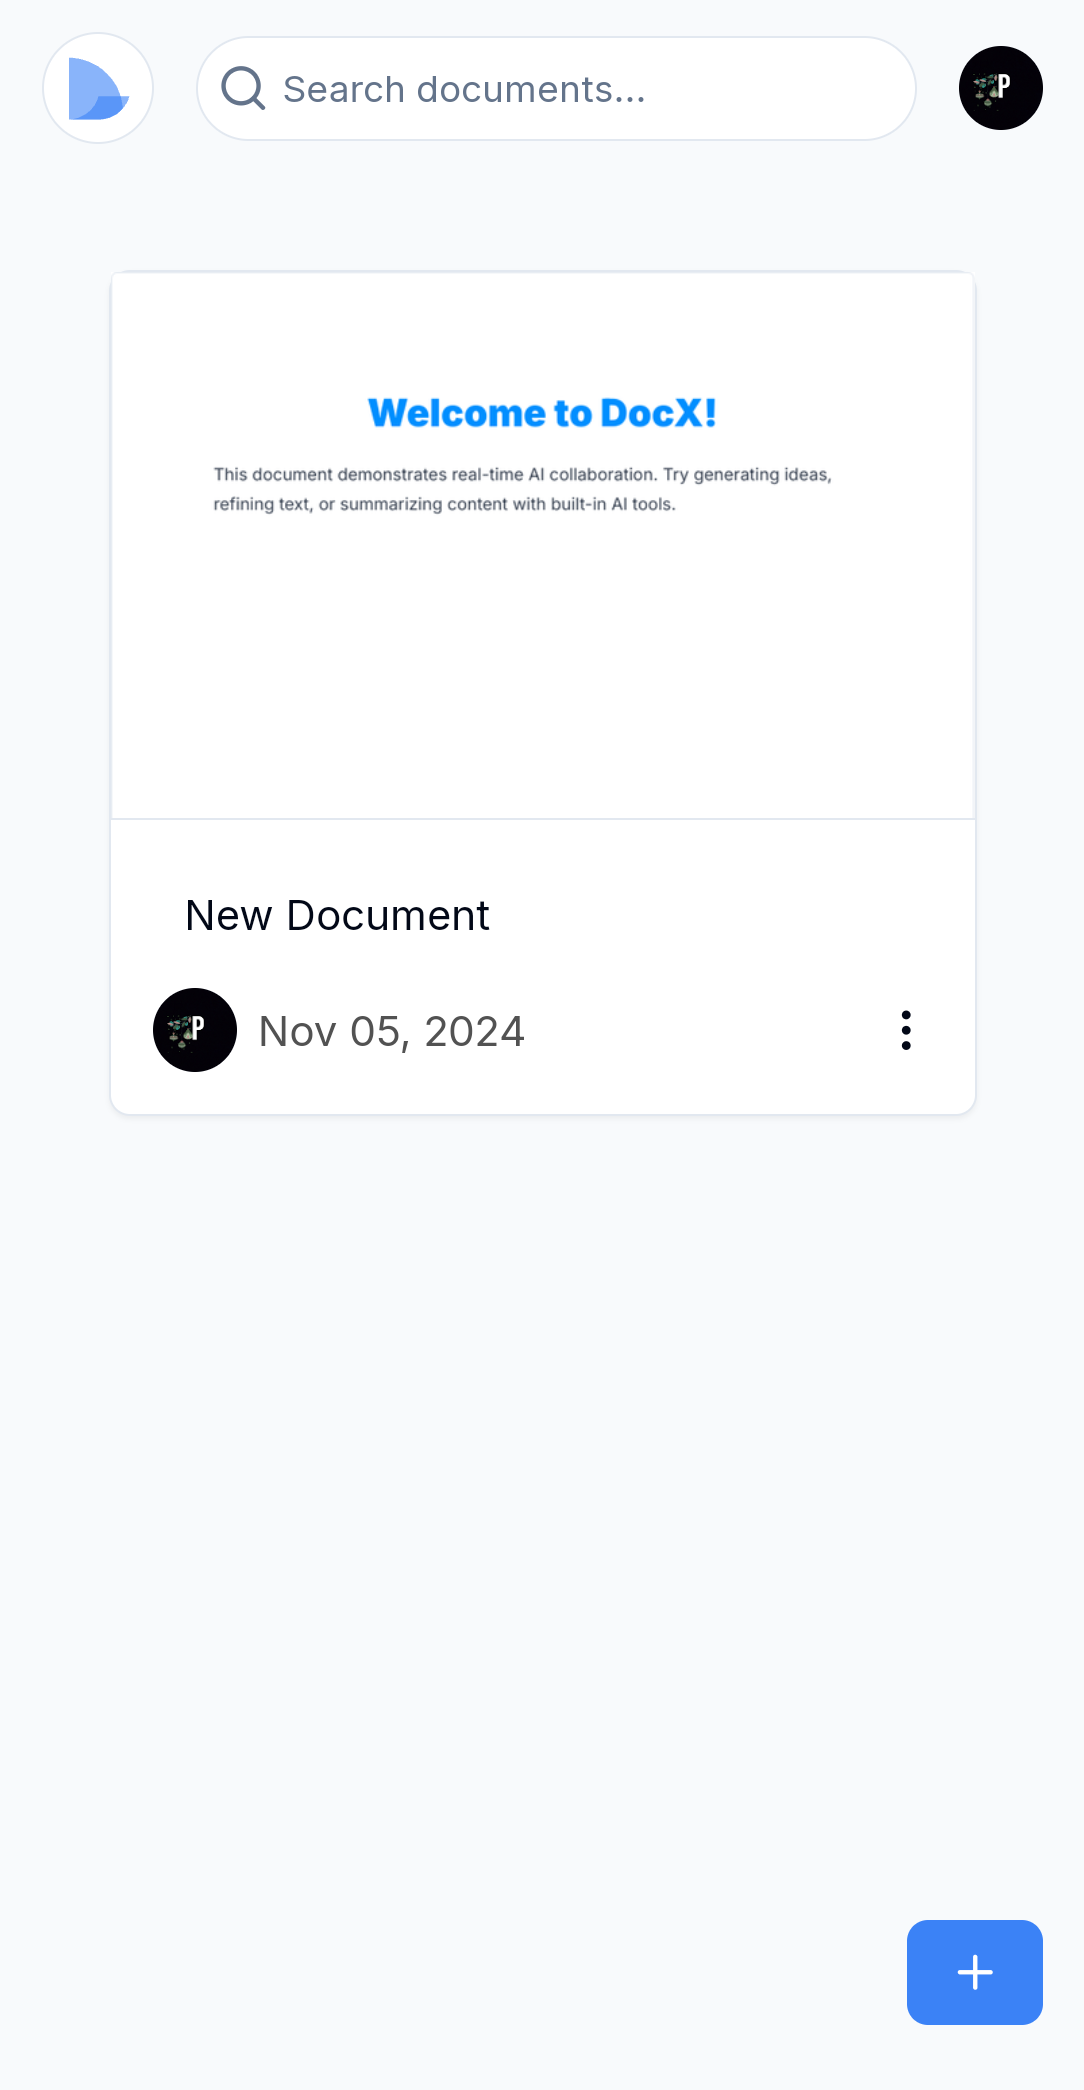 Search documents...
P
Welcome to DocX!
This document demonstrates real-time AI collaboration. Try generating ideas,
refining text, or summarizing content with built-in AI tools.
New Document
P
Nov 05, 2024